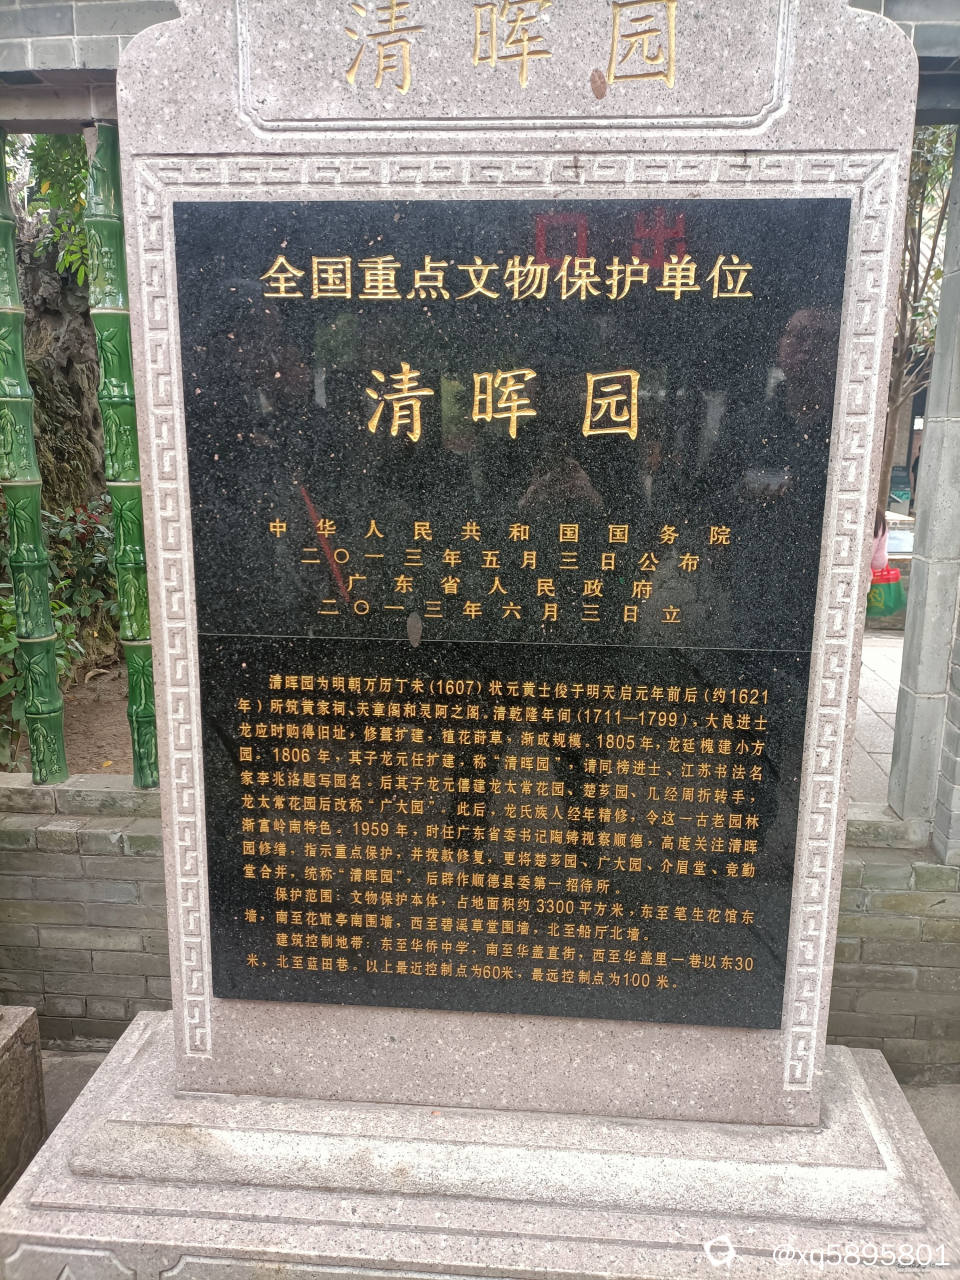 清晖园
出口
全国重点文物保护单位
清晖园
中华人民共和国国务院
二〇一三年五月三日公布
广东省人民政府
二〇一三年六月三日立
清晖园为明朝万历丁未(1607)状元黄士俊于明天启元年前后(约1621
年)所筑黄家祠、天章阁和灵阿之阁。清乾隆年间(1711—1799),大良进士
龙应时购得旧址,修葺扩建,植花莳草,渐成规模。1805年,龙廷槐建小方
园。1806年,其子龙元任扩建,称“清晖园”,请同榜进士、江苏书法名
家李兆洛题写园名。后其子龙元僖建龙太常花园、楚芗园、几经周折转手,
龙太常花园后改称“广大园”,此后,龙氏族人经年精修,令这一古老园林
渐富岭南特色。1959年,时任广东省委书记陶铸视察顺德,高度关注清晖
园修缮,指示重点保护,并拨款修复,更将楚芗园、广大园、介眉堂、竞勤
堂合并,统称“清晖园”,后辟作顺德县委第一招待所。
保护范围:文物保护本体,占地面积约3300平方米,东至笔生花馆东
墙,南至花㘰亭南围墙,西至碧溪草堂围墙,北至船厅北墙。
建筑控制地带:东至华侨中学,南至华盖直街,西至华盖里一巷以东30
米,北至蓝田巷。以上最近控制点为60米,最远控制点为100米。
@xq5895801